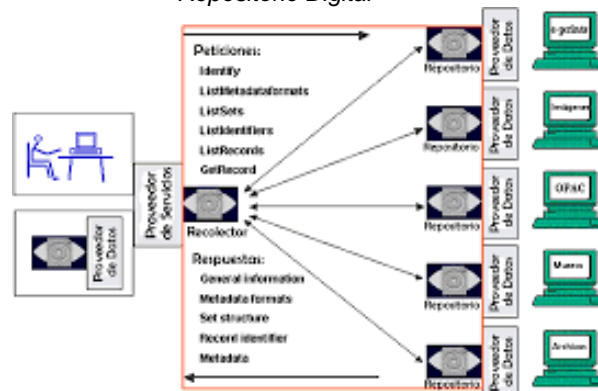 Repositorio Digital
Peticiones:
Identify
ListMetadataformats
ListSets
ListIdentifiers
ListRecords
GetRecord
Recolector
Respuestas:
General information
Metadata formats
Set structure
Record identifier
Metadata
Proveedor
de Servicios
Proveedor
de Datos
Repositorio
Proveedor
de Datos
e-prints
Repositorio
Proveedor
de Datos
Imágenes
Repositorio
Proveedor
de Datos
OPAC
Repositorio
Proveedor
de Datos
Museos
Repositorio
Proveedor
de Datos
Archivos